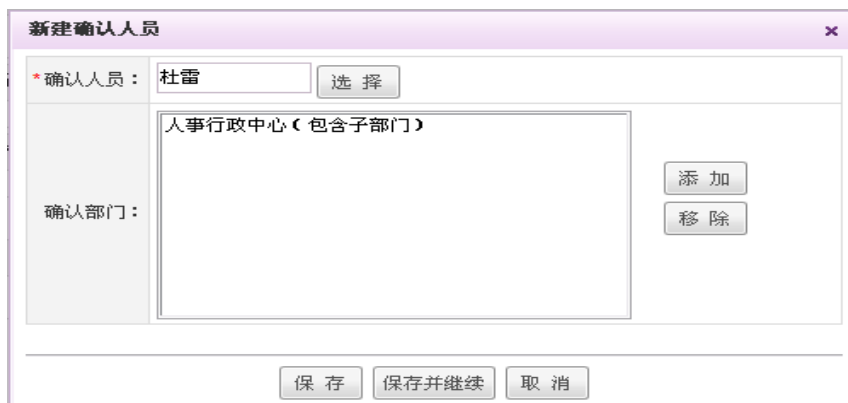 新建确认人员
*确认人员： 杜雷 选 择
人事行政中心（包含子部门）
添 加
确认部门：
移 除
保 存 保存并继续 取 消